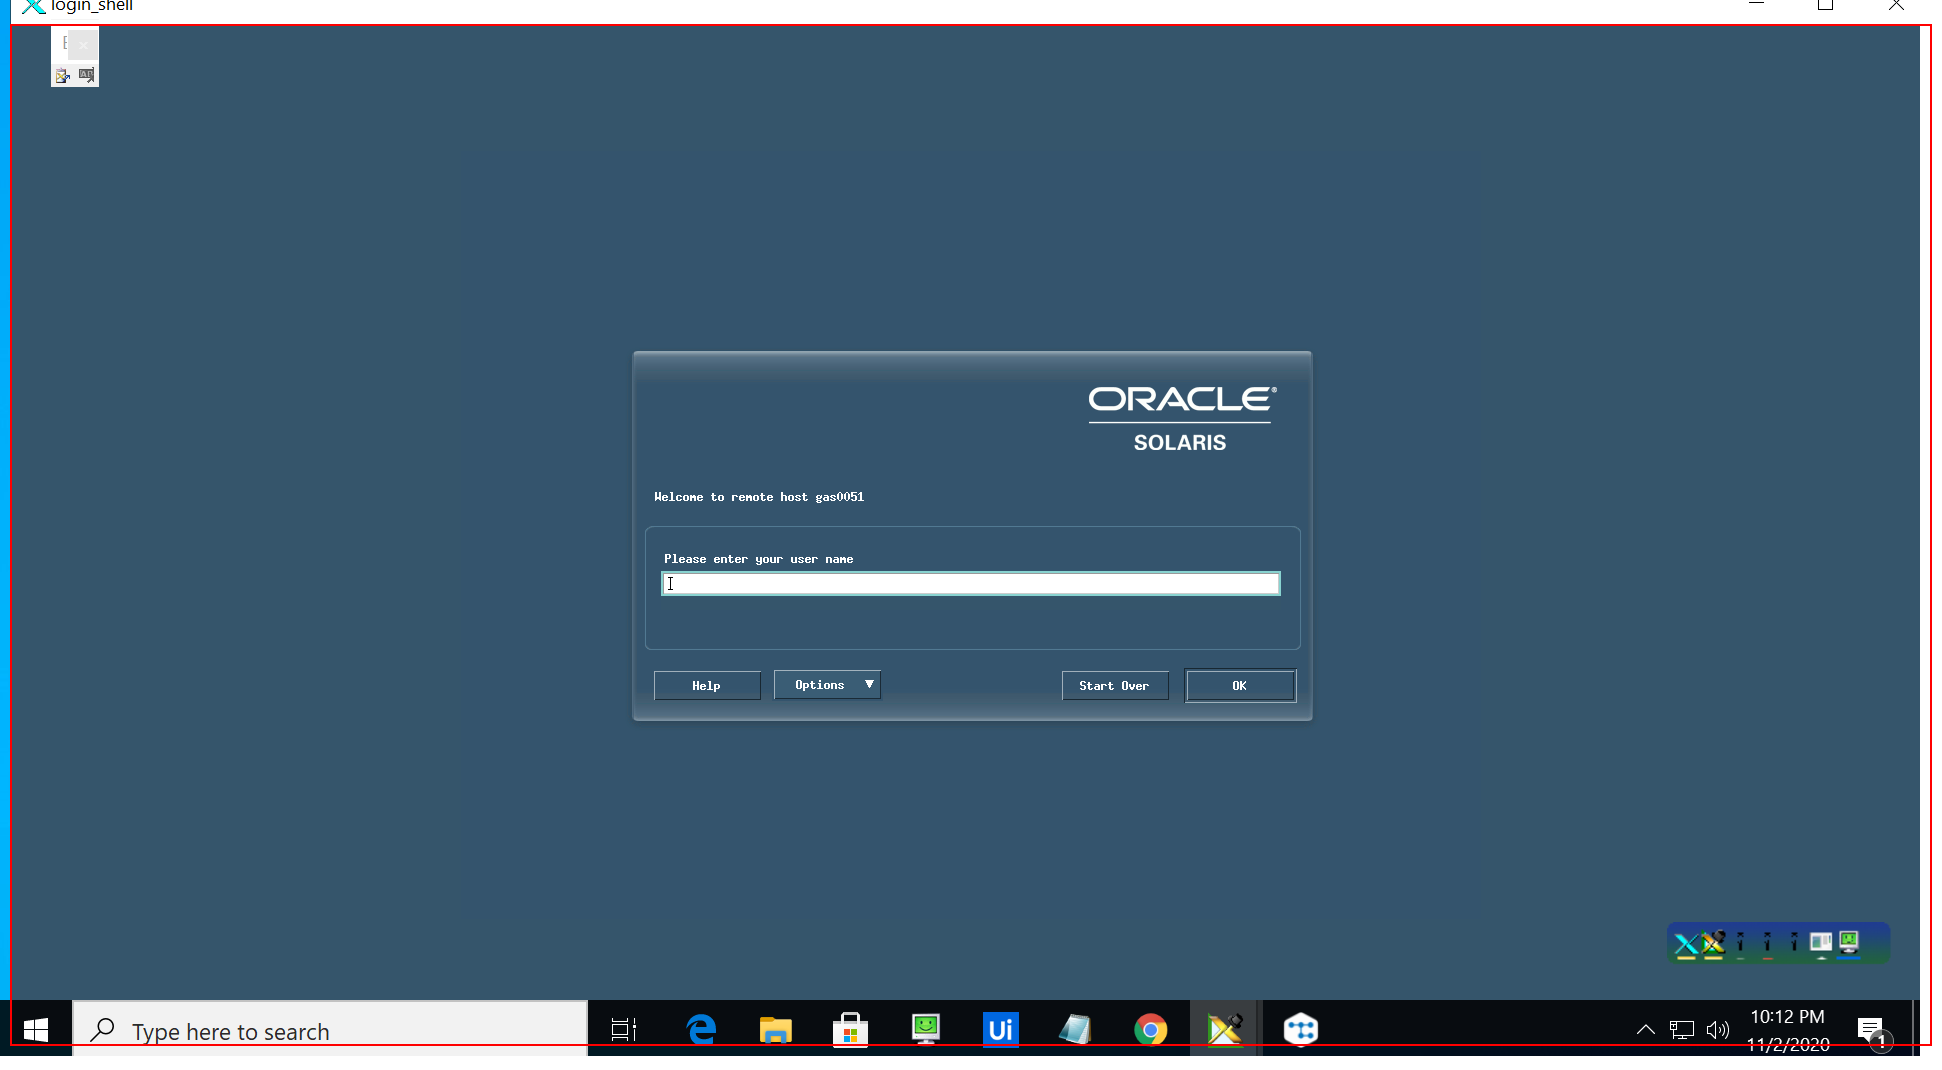 login_shell
ORACLE®
SOLARIS
Welcome to remote host gas0051
Please enter your user name
Help
Options
Start Over
OK
Type here to search
Ui
10:12 PM
11/2/2020
1